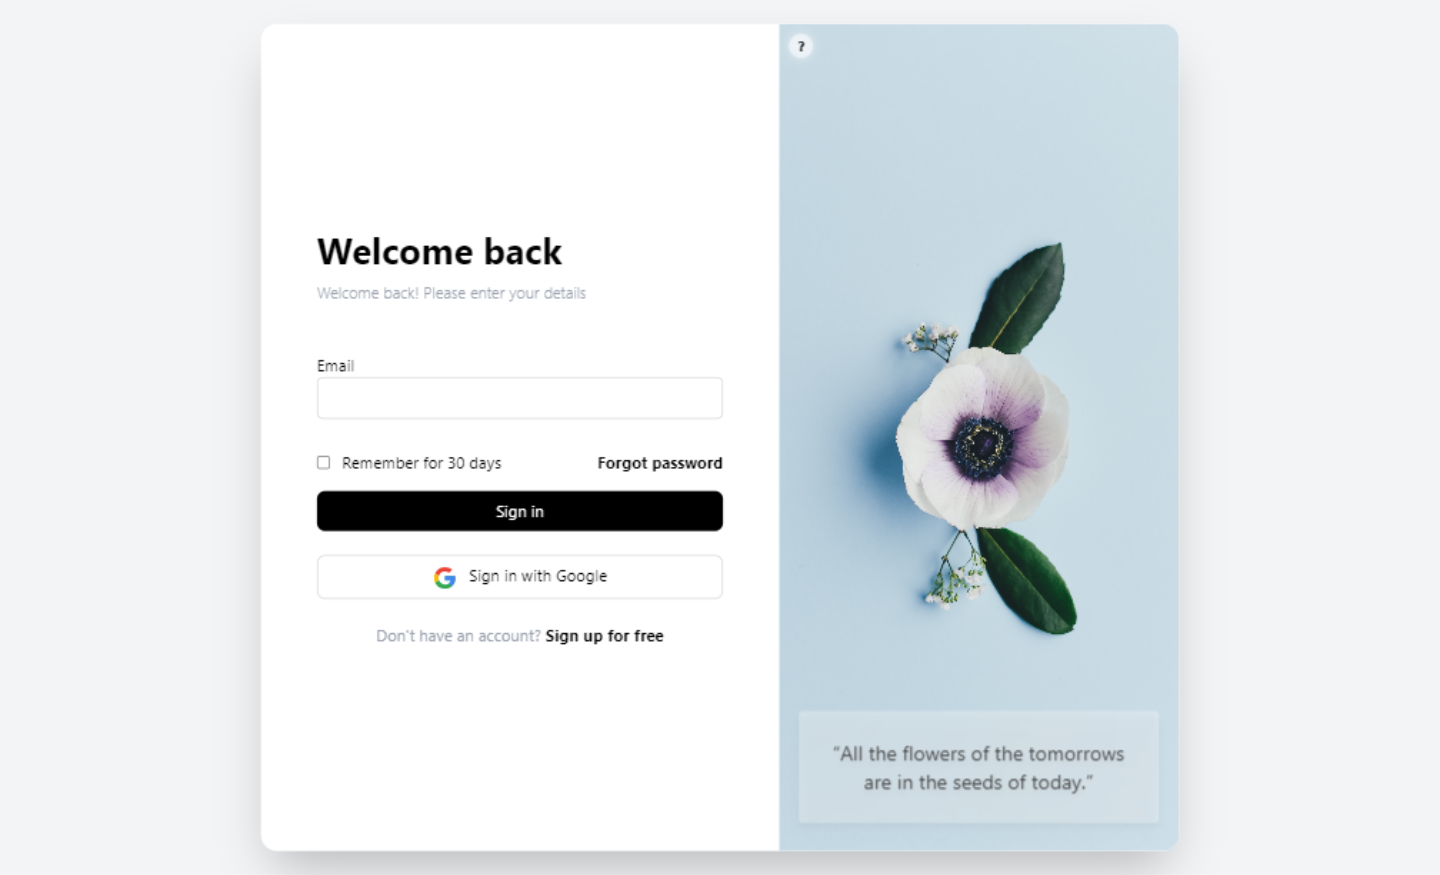 Welcome back
Welcome back! Please enter your details
Email
Remember for 30 days
Forgot password
Sign in
Sign in with Google
Don't have an account? Sign up for free
?
“All the flowers of the tomorrows
are in the seeds of today.”